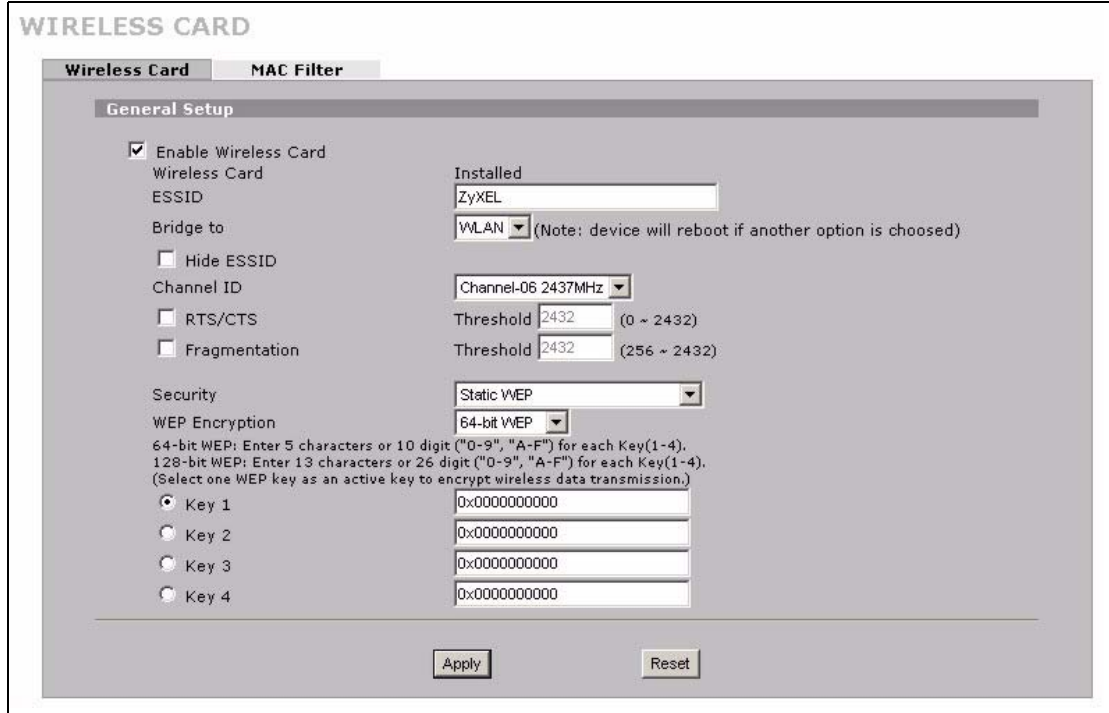 WIRELESS CARD
Wireless Card MAC Filter
General Setup
Enable Wireless Card
Wireless Card Installed
ESSID ZyXEL
Bridge to WLAN (Note: device will reboot if another option is choosed)
Hide ESSID
Channel ID Channel-06 2437MHz
RTS/CTS Threshold 2432 (0 ~ 2432)
Fragmentation Threshold 2432 (256 ~ 2432)
Security Static WEP
WEP Encryption 64-bit WEP
64-bit WEP: Enter 5 characters or 10 digit ("0-9", "A-F") for each Key(1-4).
128-bit WEP: Enter 13 characters or 26 digit ("0-9", "A-F") for each Key(1-4).
(Select one WEP key as an active key to encrypt wireless data transmission.)
Key 1 0x0000000000
Key 2 0x0000000000
Key 3 0x0000000000
Key 4 0x0000000000
Apply Reset